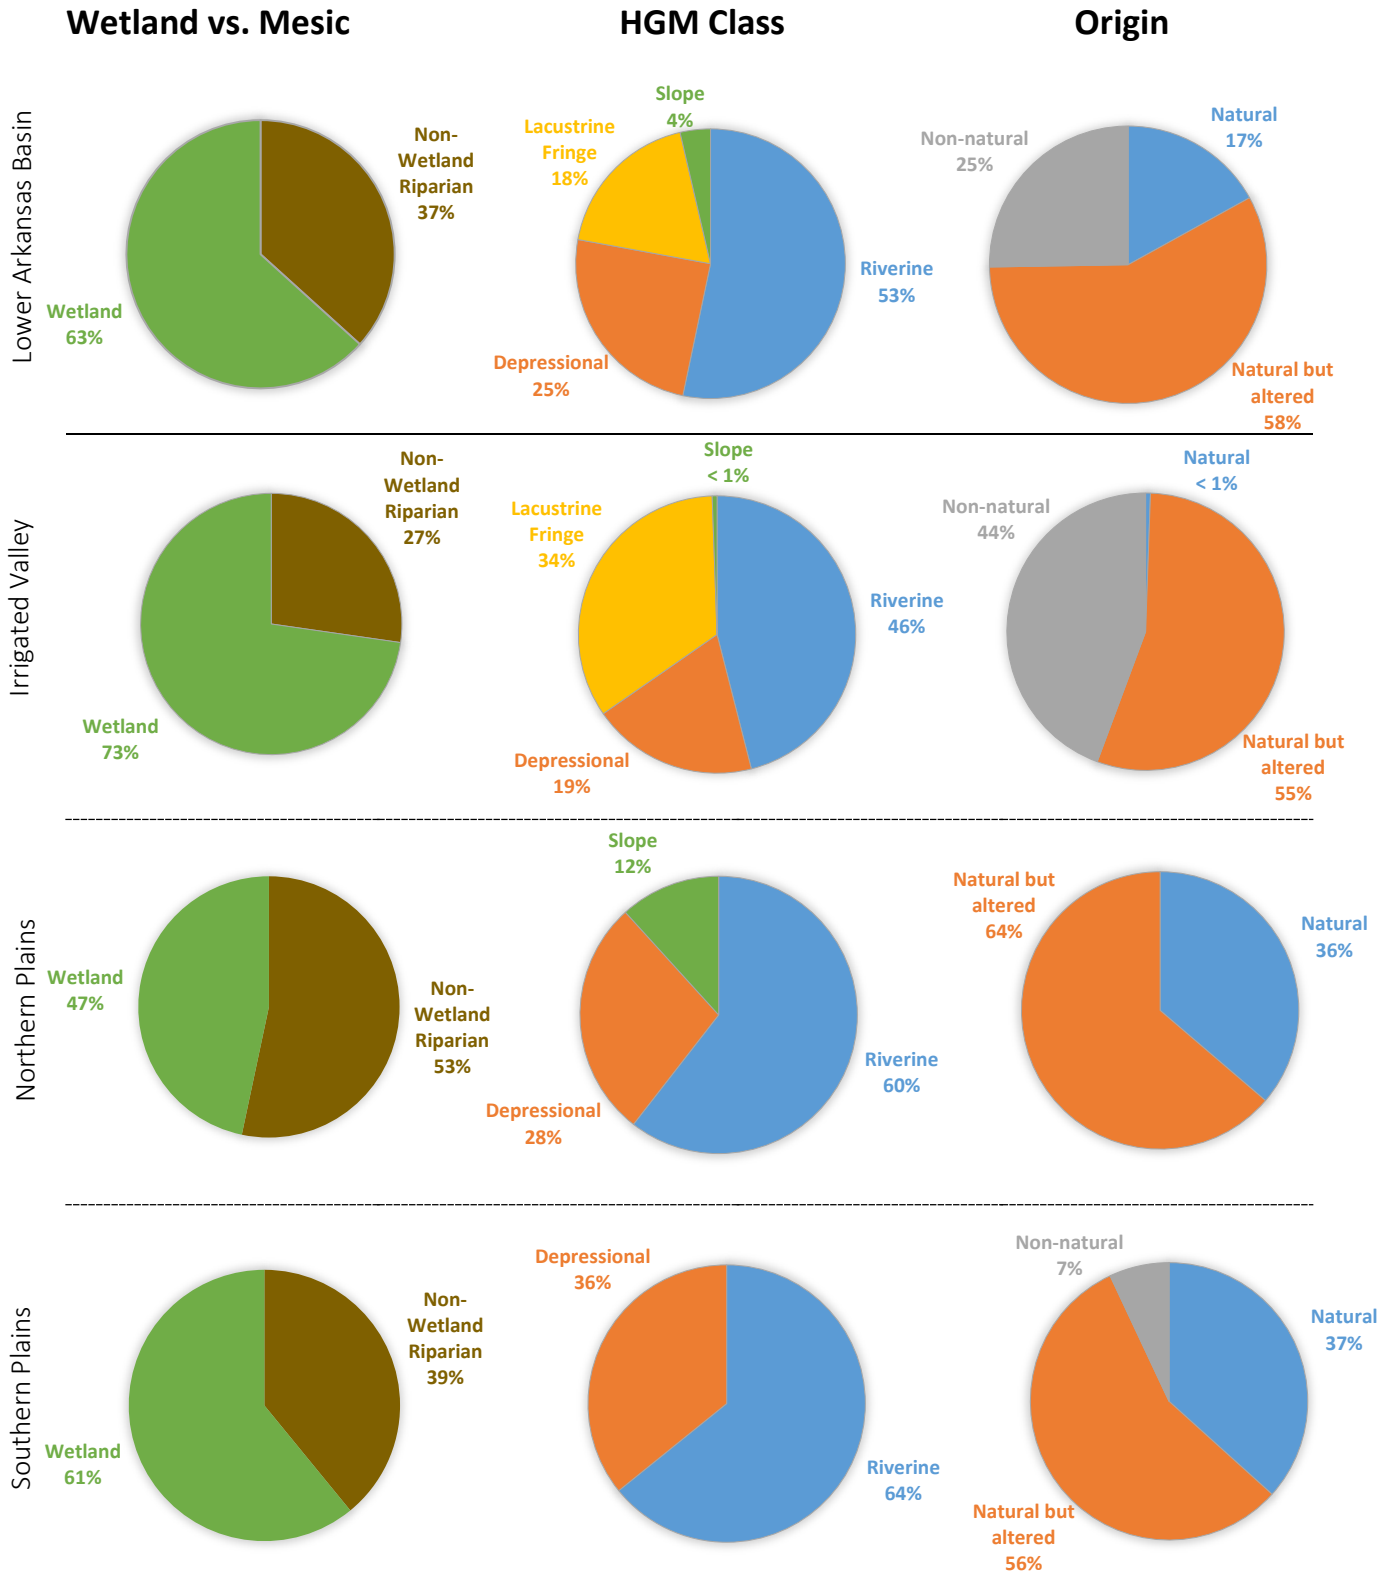 Wetland vs. Mesic
HGM Class
Origin
Lower Arkansas Basin
Non-
Wetland
Riparian
37%
Wetland
63%
Slope
4%
Lacustrine
Fringe
18%
Riverine
53%
Depressional
25%
Natural
17%
Non-natural
25%
Natural but
altered
58%
Irrigated Valley
Non-
Wetland
Riparian
27%
Wetland
73%
Slope
< 1%
Lacustrine
Fringe
34%
Riverine
46%
Depressional
19%
Natural
< 1%
Non-natural
44%
Natural but
altered
55%
Northern Plains
Wetland
47%
Non-
Wetland
Riparian
53%
Slope
12%
Riverine
60%
Depressional
28%
Natural but
altered
64%
Natural
36%
Southern Plains
Non-
Wetland
Riparian
39%
Wetland
61%
Depressional
36%
Riverine
64%
Non-natural
7%
Natural
37%
Natural but
altered
56%